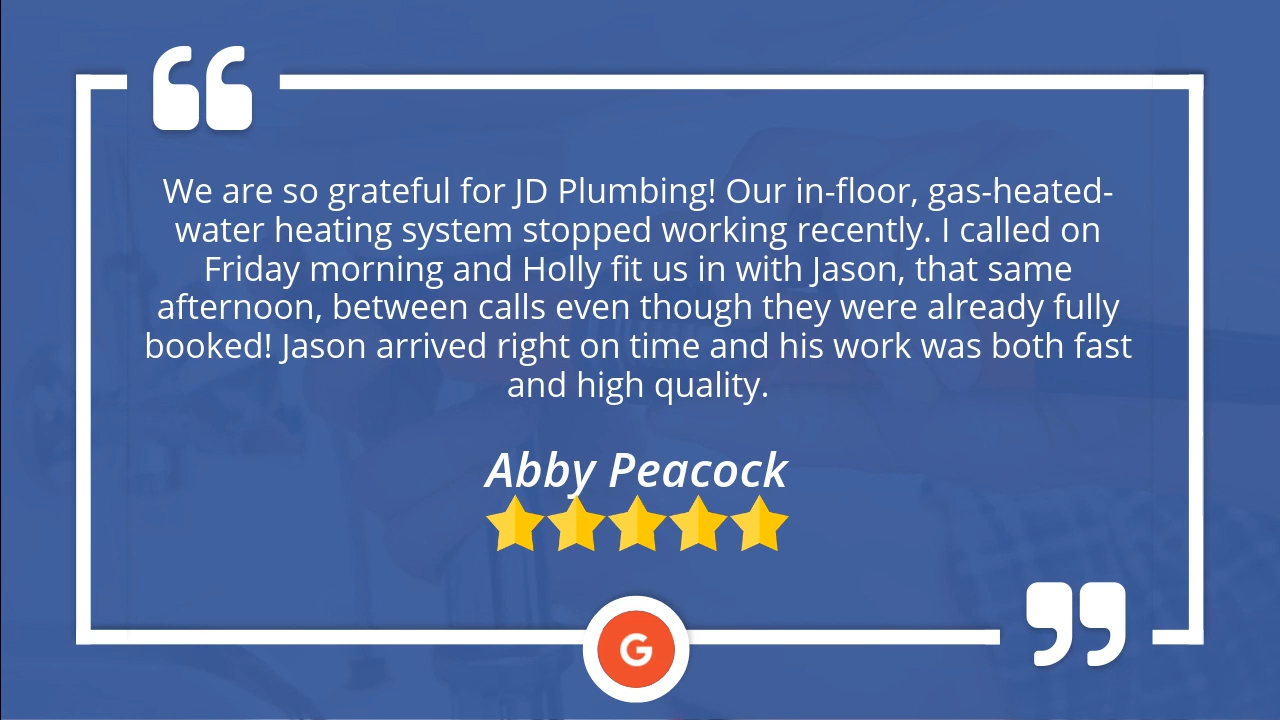 We are so grateful for JD Plumbing! Our in-floor, gas-heated-
water heating system stopped working recently. I called on
Friday morning and Holly fit us in with Jason, that same
afternoon, between calls even though they were already fully
booked! Jason arrived right on time and his work was both fast
and high quality.
Abby Peacock
G